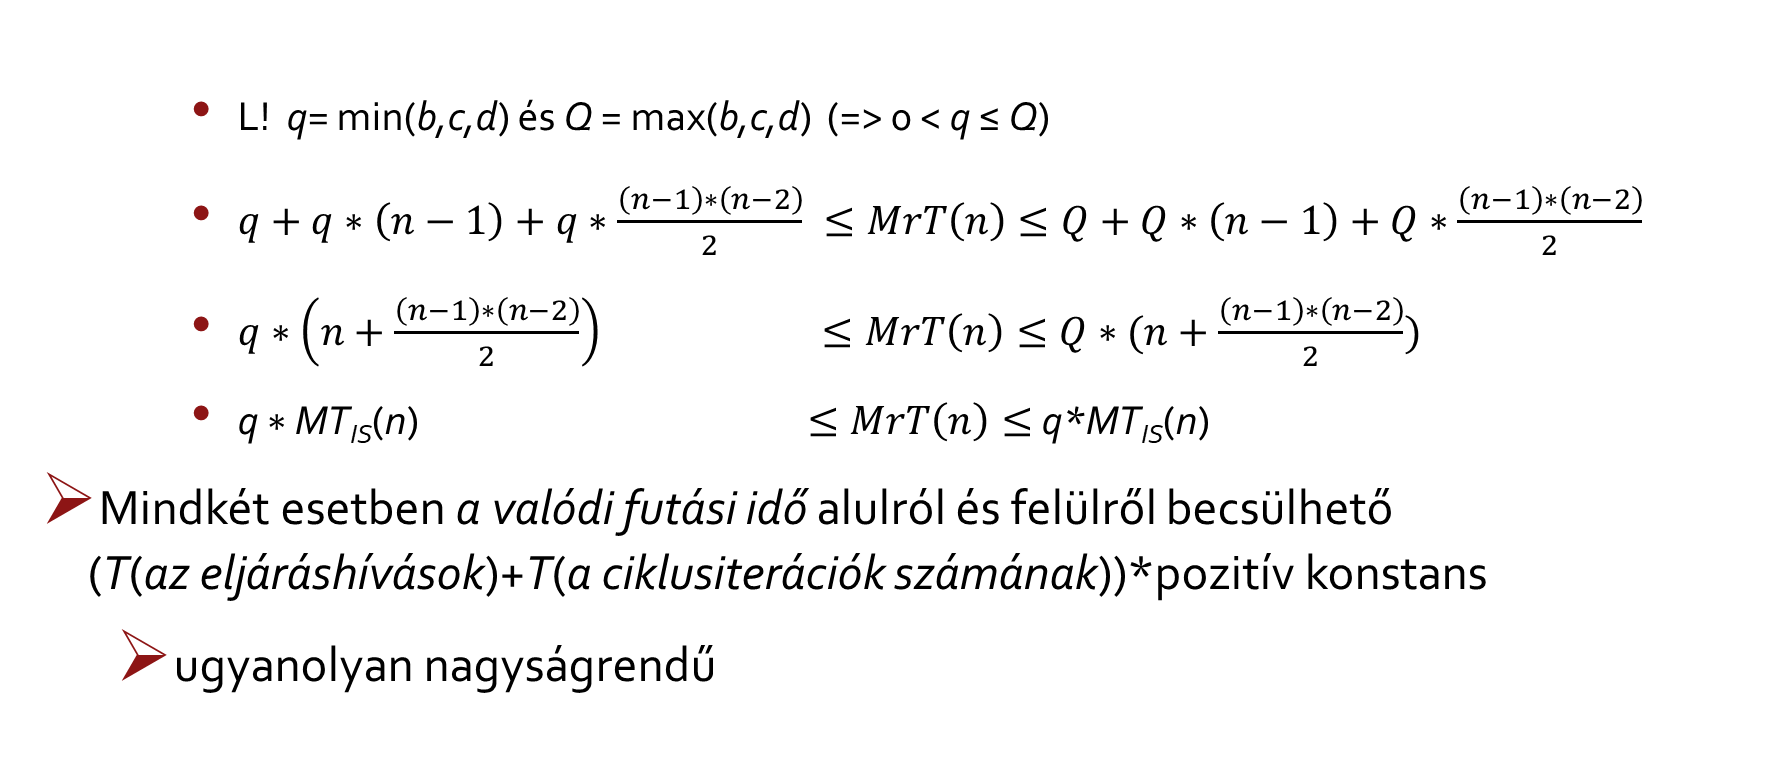 • L! q= min(b,c,d) és Q = max(b,c,d) (=> 0 < q ≤ Q)
• q + q ∗ (n − 1) + q ∗ (n−1)∗(n−2)/2 ≤ MrT(n) ≤ Q + Q ∗ (n − 1) + Q ∗ (n−1)∗(n−2)/2
• q ∗ (n + (n−1)∗(n−2)/2) ≤ MrT(n) ≤ Q ∗ (n + (n−1)∗(n−2)/2)
• q ∗ MT_IS(n) ≤ MrT(n) ≤ q*MT_IS(n)
➢ Mindkét esetben a valódi futási idő alulról és felülről becsülhető
(T(az eljáráshívások)+T(a ciklusiterációk számának))*pozitív konstans
➢ ugyanolyan nagyságrendű